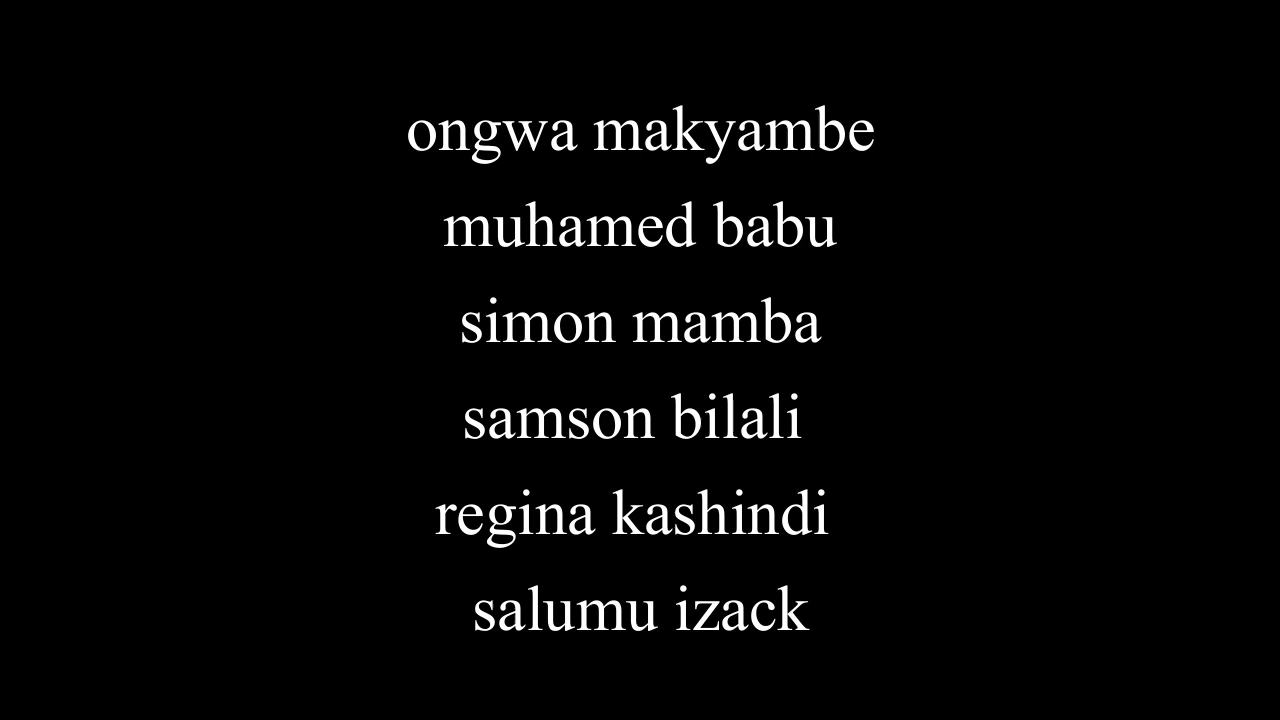 ongwa makyambe
muhamed babu
simon mamba
samson bilali
regina kashindi
salumu izack